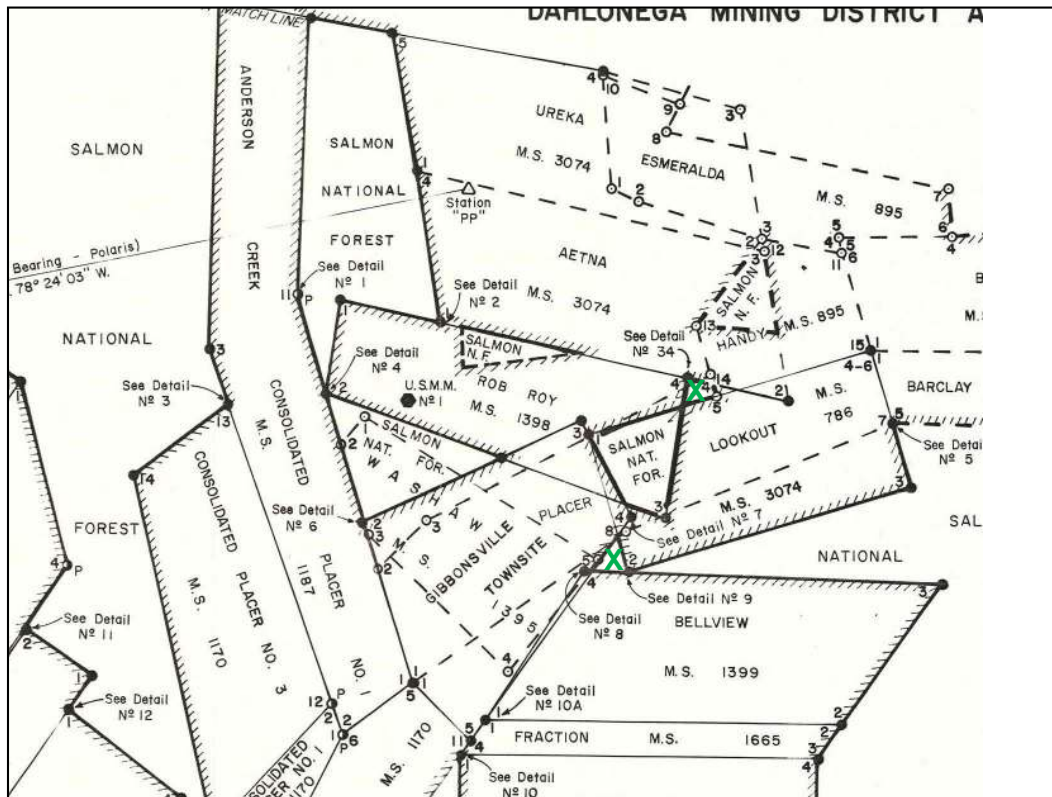 DAHLONEGA MINING DISTRICT A
MATCH LINE
ANDERSON
CREEK
CONSOLIDATED
PLACER
NO. 1
M.S.
1187
SALMON
NATIONAL
FOREST
SALMON
NATIONAL
FOREST
UREKA
M.S. 3074
ESMERALDA
M.S. 895
Station
"PP"
AETNA
M.S. 3074
Bearing - Polaris)
78° 24' 03" W.
See Detail
Nº 1
See Detail
Nº 2
See Detail
Nº 34
SALMON
N. F.
HANDY
M.S. 895
SALMON
N.F.
See Detail
Nº 4
ROB ROY
M.S. 1398
U.S.M.M.
Nº 1
See Detail
Nº 3
BARCLAY
M.S.
786
LOOKOUT
M.S. 3074
See Detail
Nº 5
SALMON
NAT. FOR.
WASHAW
M.S.
SALMON
NAT.
FOR.
PLACER
GIBBONSVILLE
TOWNSITE
395
See Detail
Nº 6
See Detail Nº 7
SAL
NATIONAL
See Detail Nº 9
See Detail
Nº 8
BELLVIEW
M.S. 1399
CONSOLIDATED
PLACER NO. 3
M.S. 1170
See Detail
Nº 11
See Detail
Nº 12
See Detail
Nº 10A
FRACTION M.S. 1665
M.S. 1170
See Detail
Nº 10
SOLIDATED
ER NO. 1
1170
X
X